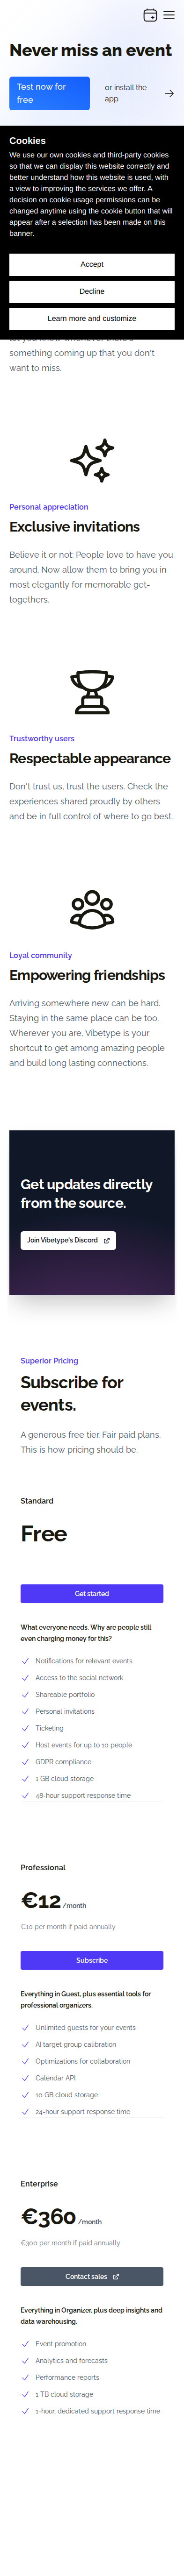 Never miss an event
Test now for
free
or install the
app
Cookies
We use our own cookies and third-party cookies
so that we can display this website correctly and
better understand how this website is used, with
a view to improving the services we offer. A
decision on cookie usage permissions can be
changed anytime using the cookie button that will
appear after a selection has been made on this
banner.
Accept
Decline
Learn more and customize
something coming up that you don't
want to miss.
Personal appreciation
Exclusive invitations
Believe it or not: People love to have you
around. Now allow them to bring you in
most elegantly for memorable get-
togethers.
Trustworthy users
Respectable appearance
Don't trust us, trust the users. Check the
experiences shared proudly by others
and be in full control of where to go best.
Loyal community
Empowering friendships
Arriving somewhere new can be hard.
Staying in the same place can be too.
Wherever you are, Vibetype is your
shortcut to get among amazing people
and build long lasting connections.
Get updates directly
from the source.
Join Vibetype's Discord
Superior Pricing
Subscribe for
events.
A generous free tier. Fair paid plans.
This is how pricing should be.
Standard
Free
Get started
What everyone needs. Why are people still
even charging money for this?
Notifications for relevant events
Access to the social network
Shareable portfolio
Personal invitations
Ticketing
Host events for up to 10 people
GDPR compliance
1 GB cloud storage
48-hour support response time
Professional
€12 /month
€10 per month if paid annually
Subscribe
Everything in Guest, plus essential tools for
professional organizers.
Unlimited guests for your events
AI target group calibration
Optimizations for collaboration
Calendar API
10 GB cloud storage
24-hour support response time
Enterprise
€360 /month
€300 per month if paid annually
Contact sales
Everything in Organizer, plus deep insights and
data warehousing.
Event promotion
Analytics and forecasts
Performance reports
1 TB cloud storage
1-hour, dedicated support response time